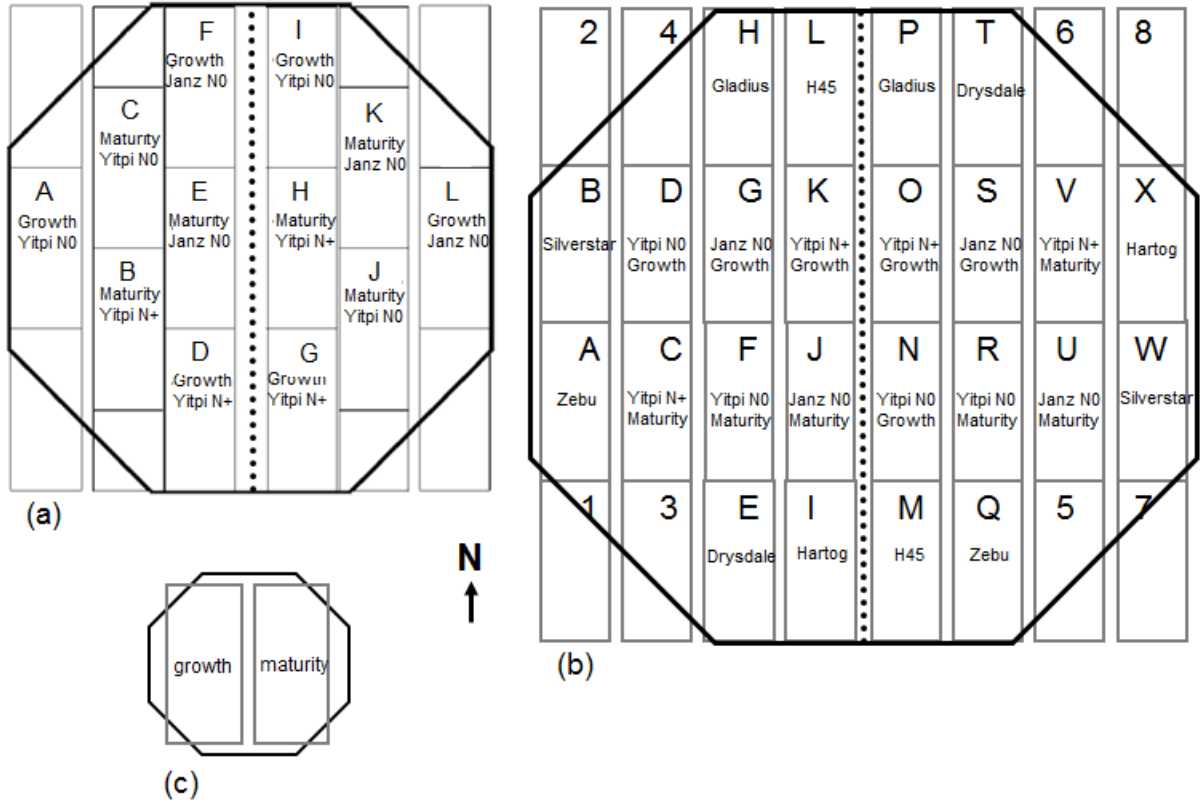 F
Growth
Janz N0
I
Growth
Yitpi N0
C
Maturity
Yitpi N0
K
Maturity
Janz N0
A
Growth
Yitpi N0
E
Maturity
Janz N0
H
Maturity
Yitpi N+
L
Growth
Janz N0
B
Maturity
Yitpi N+
J
Maturity
Yitpi N0
D
Growth
Yitpi N+
G
Growth
Yitpi N+
(a)
2
4
H
Gladius
L
H45
P
Gladius
T
Drysdale
6
8
B
Silverstar
D
Yitpi N0
Growth
G
Janz N0
Growth
K
Yitpi N+
Growth
O
Yitpi N+
Growth
S
Janz N0
Growth
V
Yitpi N+
Maturity
X
Hartog
A
Zebu
C
Yitpi N+
Maturity
F
Yitpi N0
Maturity
J
Janz N0
Maturity
N
Yitpi N0
Growth
R
Yitpi N0
Maturity
U
Janz N0
Maturity
W
Silverstar
1
3
E
Drysdale
I
Hartog
M
H45
Q
Zebu
5
7
(b)
N
growth
maturity
(c)